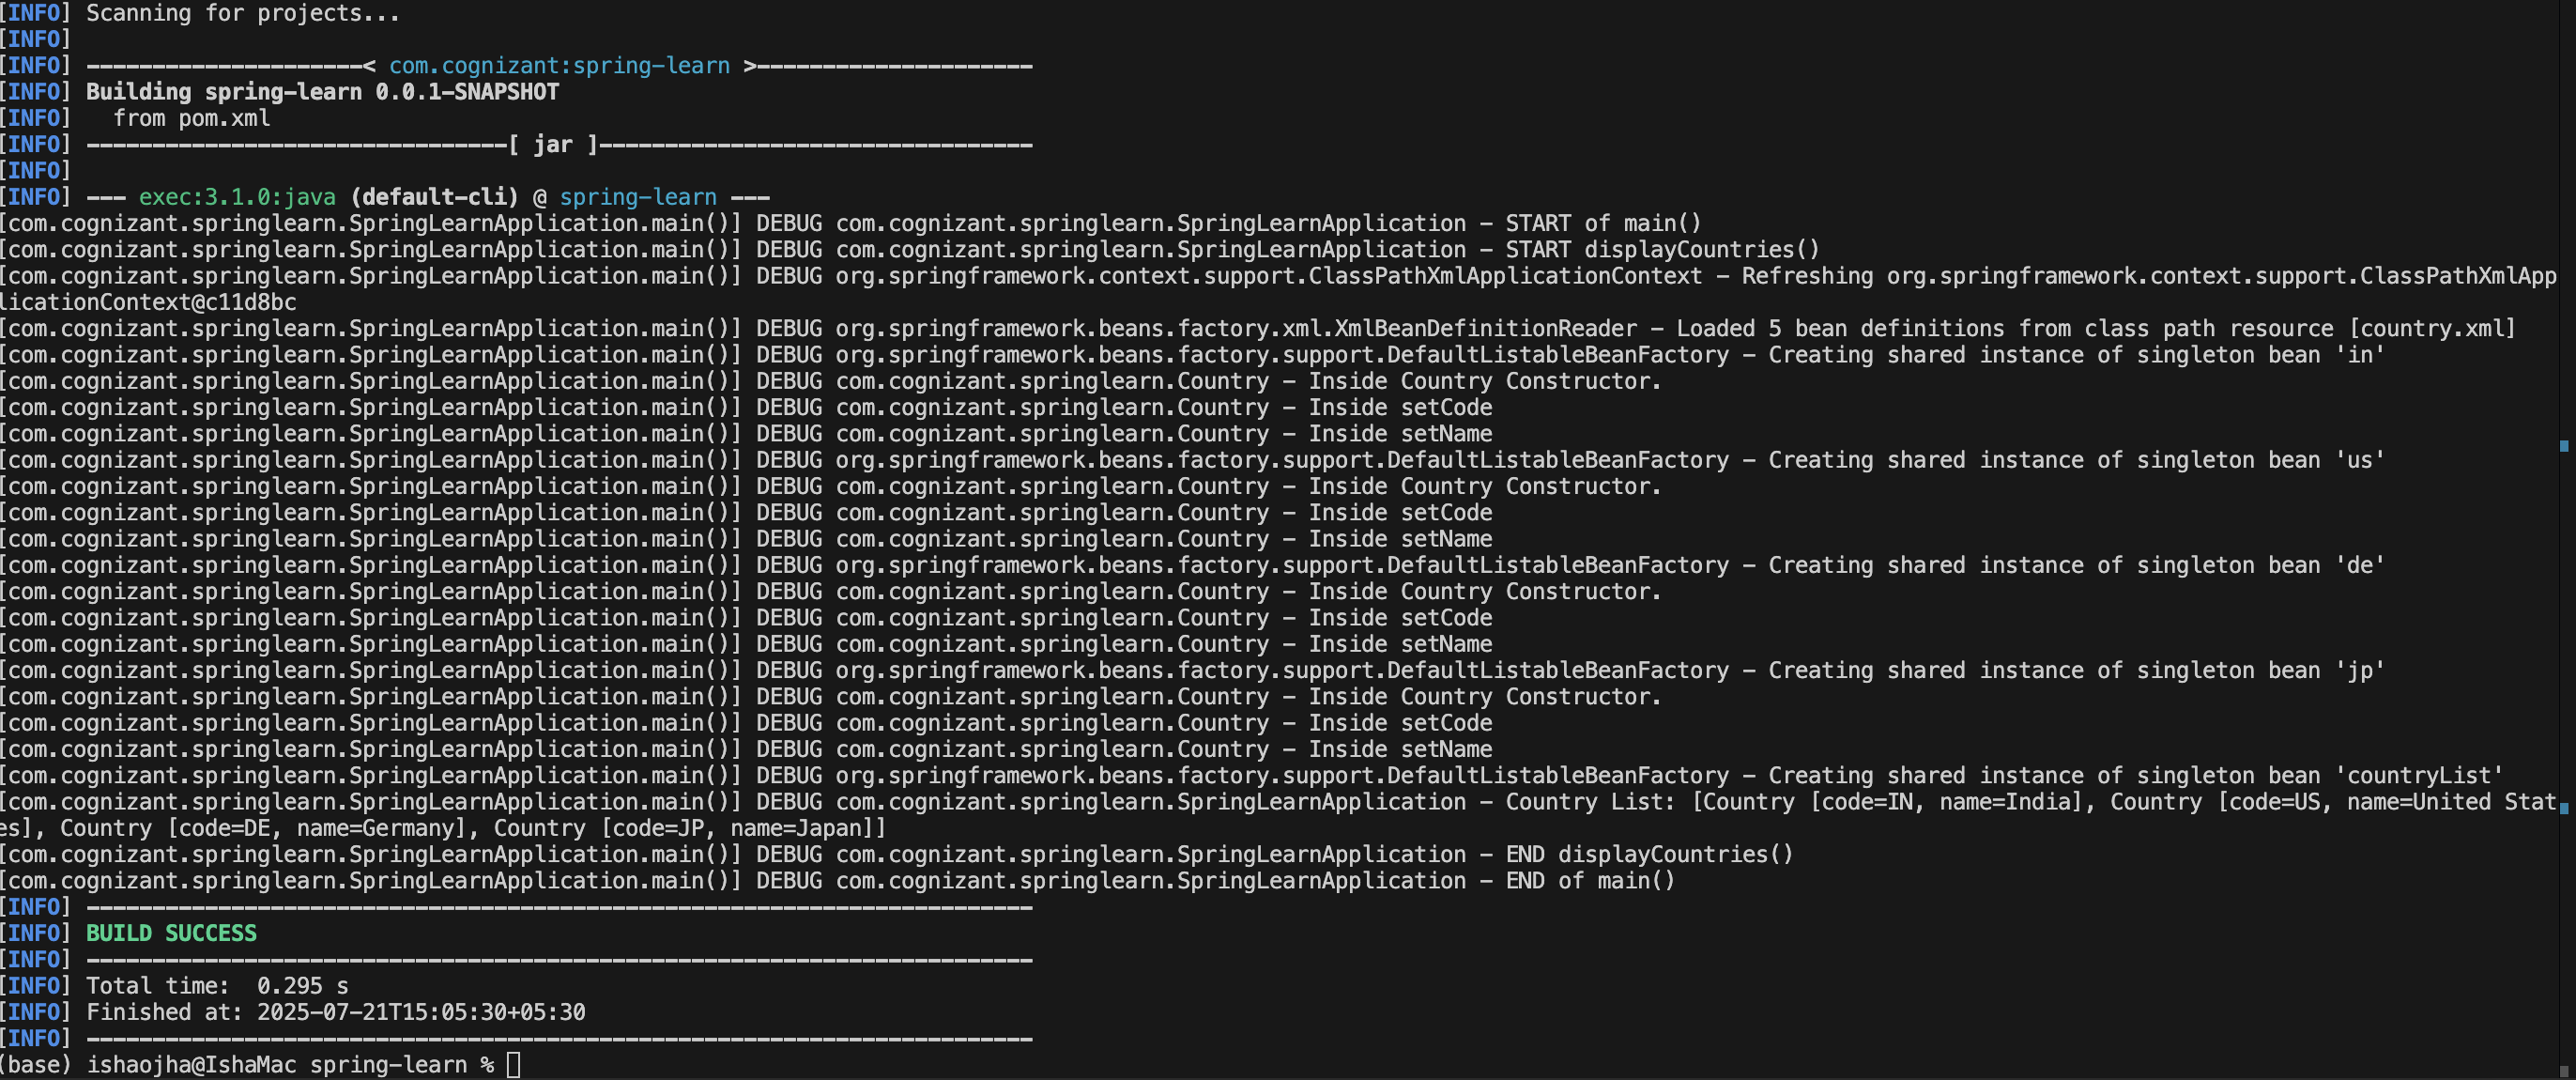 [INFO] Scanning for projects...
[INFO]
[INFO] ---------------------< com.cognizant:spring-learn >---------------------
[INFO] Building spring-learn 0.0.1-SNAPSHOT
[INFO]   from pom.xml
[INFO] --------------------------------[ jar ]---------------------------------
[INFO]
[INFO] --- exec:3.1.0:java (default-cli) @ spring-learn ---
[com.cognizant.springlearn.SpringLearnApplication.main()] DEBUG com.cognizant.springlearn.SpringLearnApplication - START of main()
[com.cognizant.springlearn.SpringLearnApplication.main()] DEBUG com.cognizant.springlearn.SpringLearnApplication - START displayCountries()
[com.cognizant.springlearn.SpringLearnApplication.main()] DEBUG org.springframework.context.support.ClassPathXmlApplicationContext - Refreshing org.springframework.context.support.ClassPathXmlApp
licationContext@c11d8bc
[com.cognizant.springlearn.SpringLearnApplication.main()] DEBUG org.springframework.beans.factory.xml.XmlBeanDefinitionReader - Loaded 5 bean definitions from class path resource [country.xml]
[com.cognizant.springlearn.SpringLearnApplication.main()] DEBUG org.springframework.beans.factory.support.DefaultListableBeanFactory - Creating shared instance of singleton bean 'in'
[com.cognizant.springlearn.SpringLearnApplication.main()] DEBUG com.cognizant.springlearn.Country - Inside Country Constructor.
[com.cognizant.springlearn.SpringLearnApplication.main()] DEBUG com.cognizant.springlearn.Country - Inside setCode
[com.cognizant.springlearn.SpringLearnApplication.main()] DEBUG com.cognizant.springlearn.Country - Inside setName
[com.cognizant.springlearn.SpringLearnApplication.main()] DEBUG org.springframework.beans.factory.support.DefaultListableBeanFactory - Creating shared instance of singleton bean 'us'
[com.cognizant.springlearn.SpringLearnApplication.main()] DEBUG com.cognizant.springlearn.Country - Inside Country Constructor.
[com.cognizant.springlearn.SpringLearnApplication.main()] DEBUG com.cognizant.springlearn.Country - Inside setCode
[com.cognizant.springlearn.SpringLearnApplication.main()] DEBUG com.cognizant.springlearn.Country - Inside setName
[com.cognizant.springlearn.SpringLearnApplication.main()] DEBUG org.springframework.beans.factory.support.DefaultListableBeanFactory - Creating shared instance of singleton bean 'de'
[com.cognizant.springlearn.SpringLearnApplication.main()] DEBUG com.cognizant.springlearn.Country - Inside Country Constructor.
[com.cognizant.springlearn.SpringLearnApplication.main()] DEBUG com.cognizant.springlearn.Country - Inside setCode
[com.cognizant.springlearn.SpringLearnApplication.main()] DEBUG com.cognizant.springlearn.Country - Inside setName
[com.cognizant.springlearn.SpringLearnApplication.main()] DEBUG org.springframework.beans.factory.support.DefaultListableBeanFactory - Creating shared instance of singleton bean 'jp'
[com.cognizant.springlearn.SpringLearnApplication.main()] DEBUG com.cognizant.springlearn.Country - Inside Country Constructor.
[com.cognizant.springlearn.SpringLearnApplication.main()] DEBUG com.cognizant.springlearn.Country - Inside setCode
[com.cognizant.springlearn.SpringLearnApplication.main()] DEBUG com.cognizant.springlearn.Country - Inside setName
[com.cognizant.springlearn.SpringLearnApplication.main()] DEBUG org.springframework.beans.factory.support.DefaultListableBeanFactory - Creating shared instance of singleton bean 'countryList'
[com.cognizant.springlearn.SpringLearnApplication.main()] DEBUG com.cognizant.springlearn.SpringLearnApplication - Country List: [Country [code=IN, name=India], Country [code=US, name=United Stat
es], Country [code=DE, name=Germany], Country [code=JP, name=Japan]]
[com.cognizant.springlearn.SpringLearnApplication.main()] DEBUG com.cognizant.springlearn.SpringLearnApplication - END displayCountries()
[com.cognizant.springlearn.SpringLearnApplication.main()] DEBUG com.cognizant.springlearn.SpringLearnApplication - END of main()
[INFO] ------------------------------------------------------------------------
[INFO] BUILD SUCCESS
[INFO] ------------------------------------------------------------------------
[INFO] Total time:  0.295 s
[INFO] Finished at: 2025-07-21T15:05:30+05:30
[INFO] ------------------------------------------------------------------------
(base) ishaojha@IshaMac spring-learn %